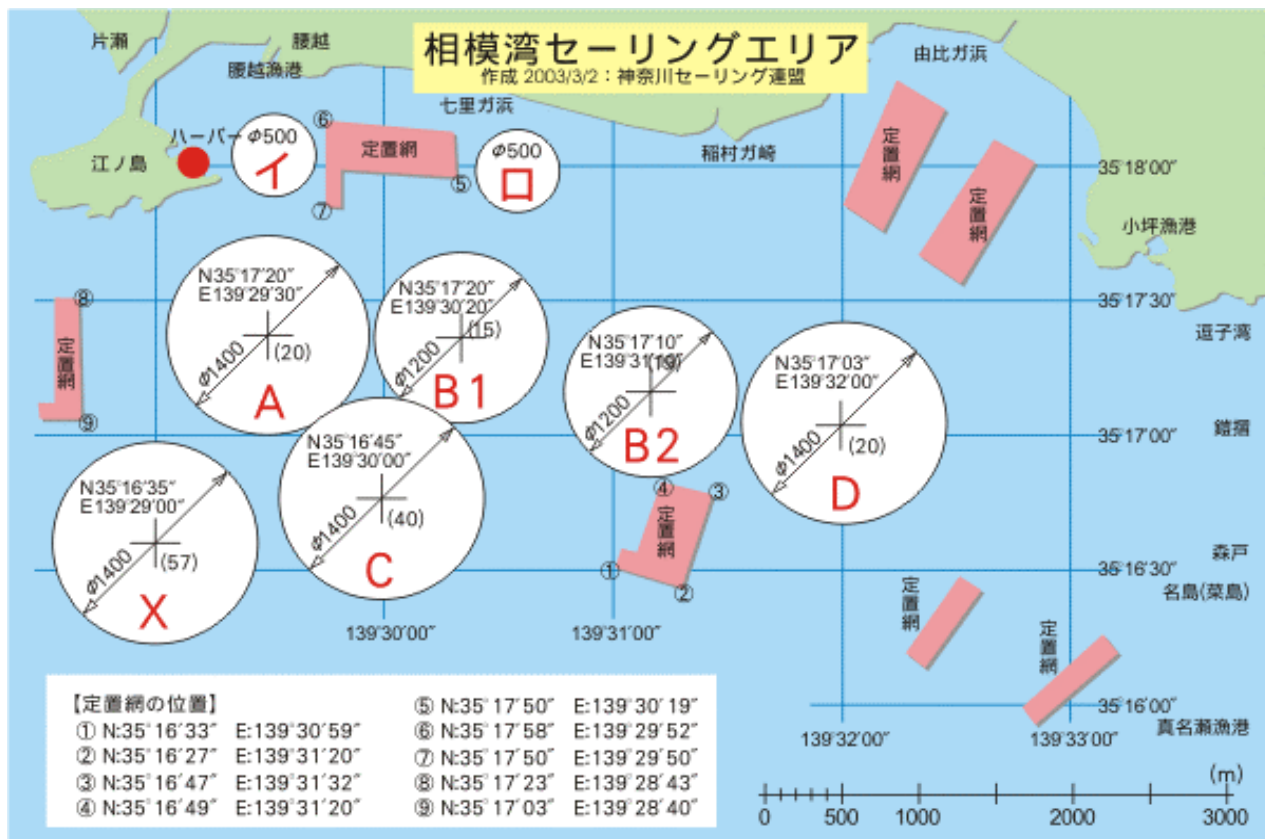 相模湾セーリングエリア
作成 2003/3/2：神奈川セーリング連盟
片瀬
腰越
腰越漁港
七里ガ浜
由比ガ浜
稲村ガ崎
ハーバー
江ノ島
φ500
イ
⑥
定置網
⑤
⑦
φ500
ロ
定置網
定置網
35°18′00″
小坪漁港
35°17′30″
逗子湾
⑧
定置網
⑨
N35°17′20″
E139°29′30″
(20)
φ1400
A
N35°17′20″
E139°30′20″
(15)
φ1200
B1
N35°17′10″
E139°31′10″
φ1200
B2
N35°17′03″
E139°32′00″
(20)
φ1400
D
35°17′00″
鐙摺
N35°16′35″
E139°29′00″
(57)
φ1400
X
N35°16′45″
E139°30′00″
(40)
φ1400
C
④
③
定置網
①
②
森戸
35°16′30″
名島(菜島)
定置網
定置網
139°30′00″
139°31′00″
35°16′00″
真名瀬漁港
139°32′00″
139°33′00″
【定置網の位置】
① N:35°16′33″ E:139°30′59″
② N:35°16′27″ E:139°31′20″
③ N:35°16′47″ E:139°31′32″
④ N:35°16′49″ E:139°31′20″
⑤ N:35°17′50″ E:139°30′19″
⑥ N:35°17′58″ E:139°29′52″
⑦ N:35°17′50″ E:139°29′50″
⑧ N:35°17′23″ E:139°28′43″
⑨ N:35°17′03″ E:139°28′40″
(m)
0 500 1000 2000 3000